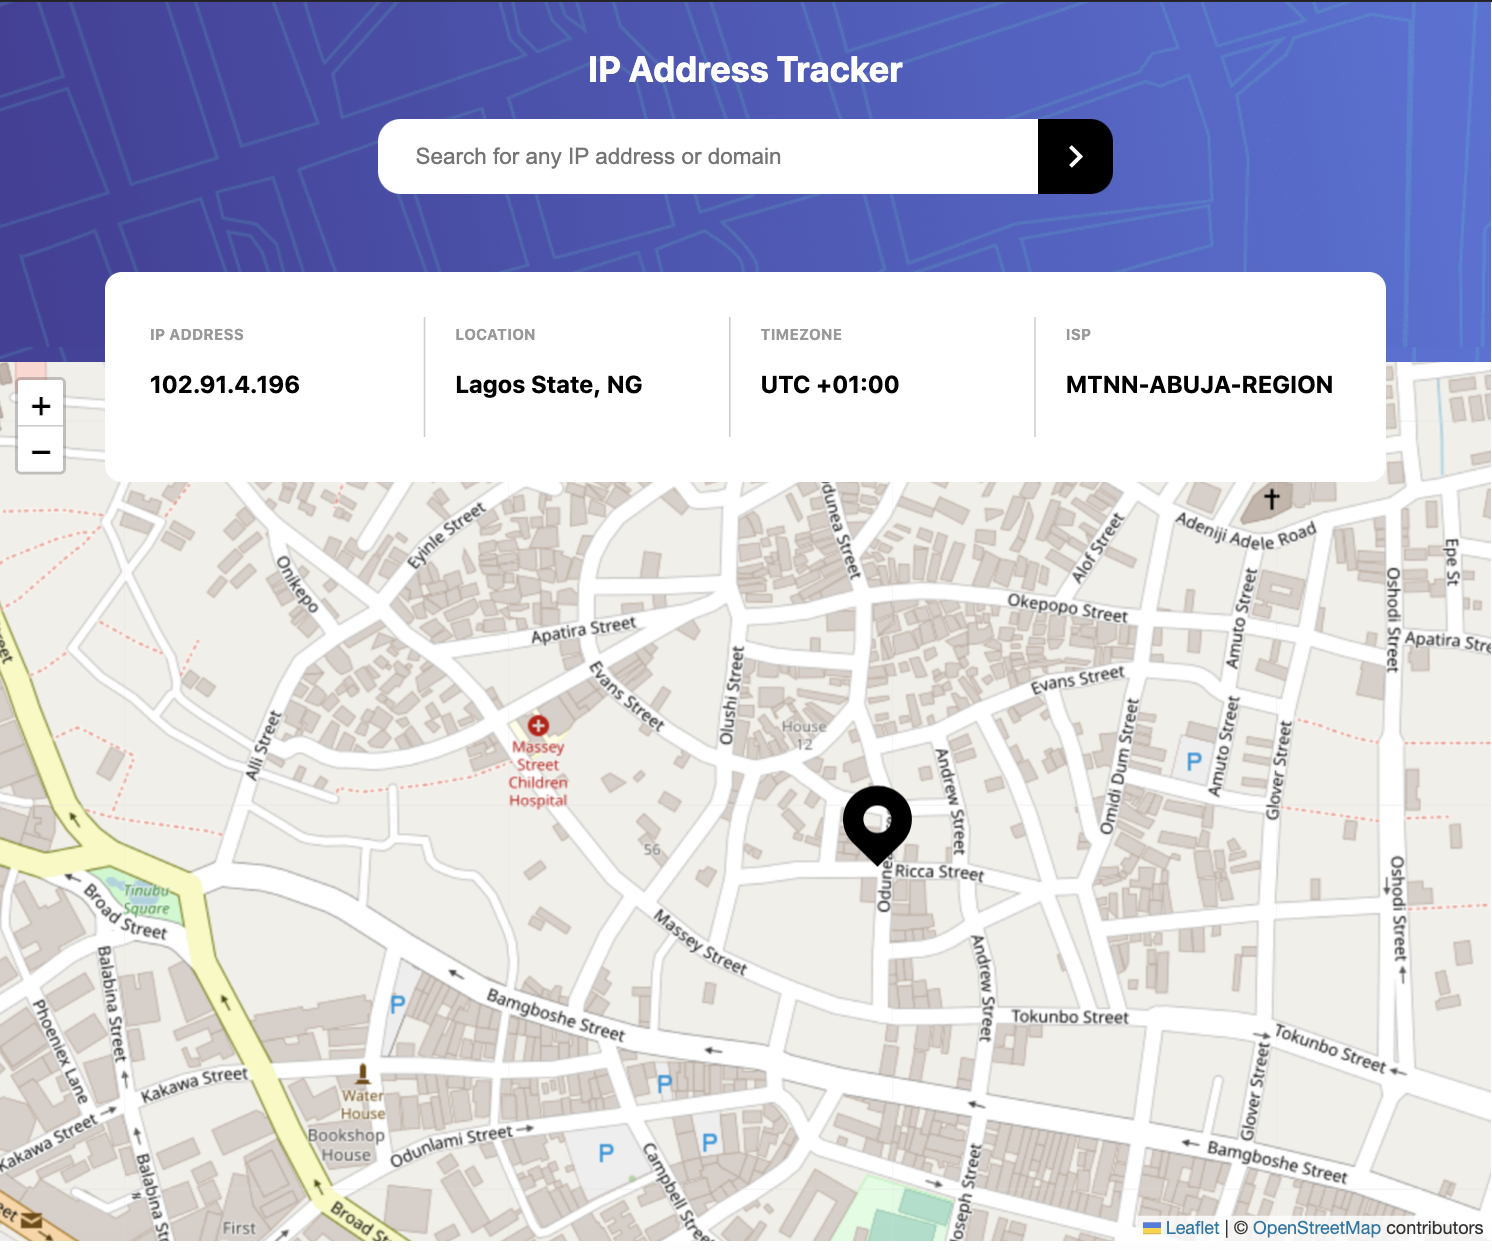 IP Address Tracker
Search for any IP address or domain
IP ADDRESS
102.91.4.196
LOCATION
Lagos State, NG
TIMEZONE
UTC +01:00
ISP
MTNN-ABUJA-REGION
+
−
Eyinle Street
Onikepo
Apatira Street
Evans Street
Olushi Street
House
12
Okepopo Street
Alof Street
Adeniji Adele Road
Epe St
Oshodi Street
Amuto Street
Apatira Stre
Evans Street
Omidi Dum Street
Amuto Street
Glover Street
P
Alli Street
Massey
Street
Children
Hospital
56
Andrew Street
Ricca Street
Tinubu
Square
Broad Street
Massey Street
Oshodi Street
Balabina Street
Phoeniex Lane
P
Bamgboshe Street
Andrew Street
Tokunbo Street
Tokunbo Street
Kakawa Street
Water
House
P
Glover Street
Kakawa Street
Bookshop
House
Odunlami Street
P
P
Campbell Stree
Bamgboshe Street
Balabina Str
First
Broad St
Joseph Street
Leaflet | © OpenStreetMap contributors